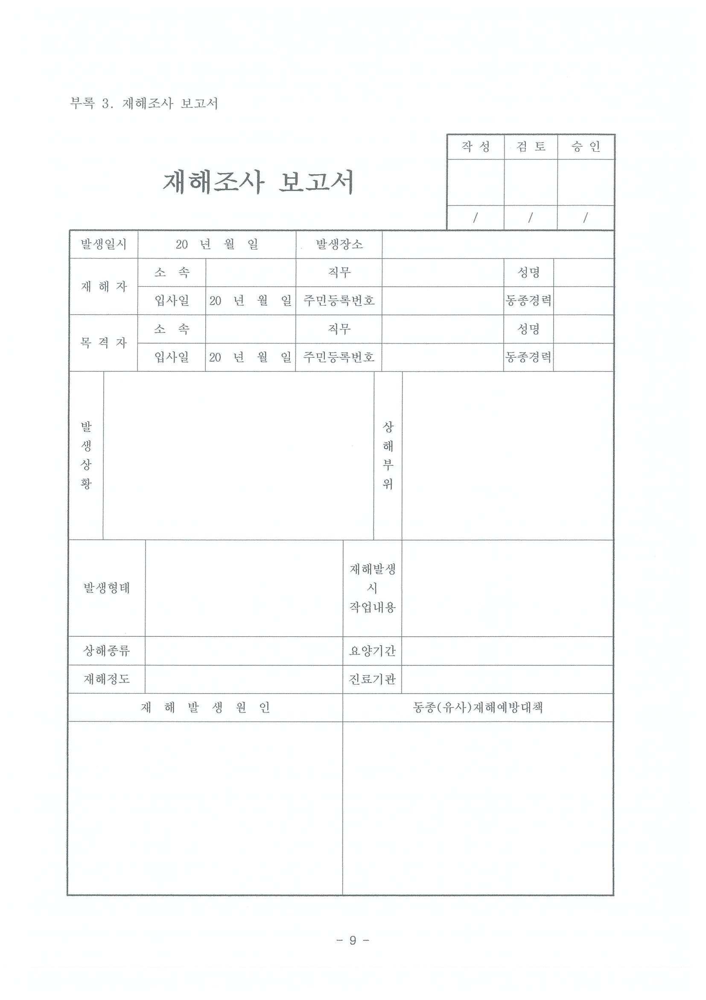 부록 3. 재해조사 보고서
작 성 검 토 승 인
재해조사 보고서
/ / /
발생일시 20 년 월 일 발생장소
재 해 자
소 속 직무 성명
입사일 20 년 월 일 주민등록번호 동종경력
목 격 자
소 속 직무 성명
입사일 20 년 월 일 주민등록번호 동종경력
발
생
상
황
상
해
부
위
발생형태
재해발생
시
작업내용
상해종류 요양기간
재해정도 진료기관
재 해 발 생 원 인 동종(유사)재해예방대책
- 9 -